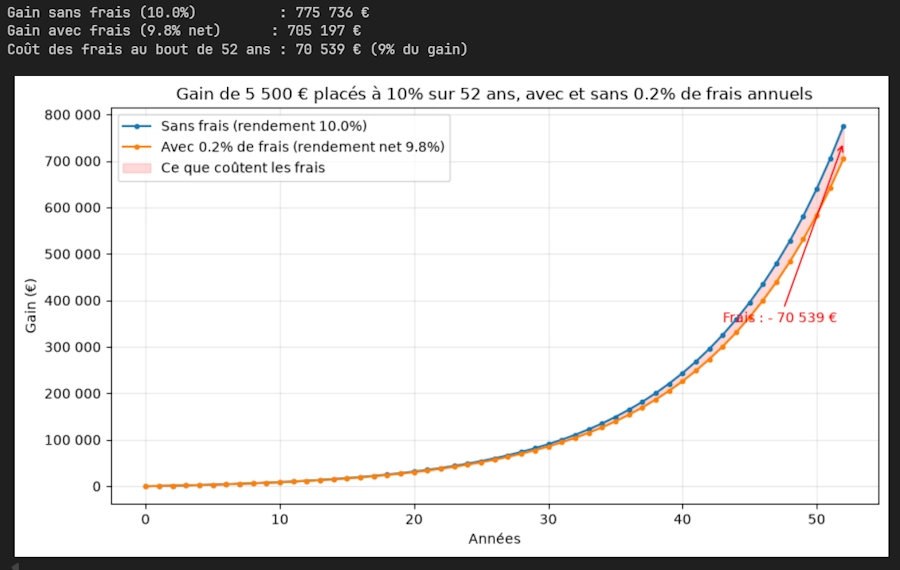 Gain sans frais (10.0%) : 775 736 €
Gain avec frais (9.8% net) : 705 197 €
Coût des frais au bout de 52 ans : 70 539 € (9% du gain)
Gain de 5 500 € placés à 10% sur 52 ans, avec et sans 0.2% de frais annuels
800 000
700 000
600 000
500 000
400 000
300 000
200 000
100 000
0
Gain (€)
Sans frais (rendement 10.0%)
Avec 0.2% de frais (rendement net 9.8%)
Ce que coûtent les frais
Frais : - 70 539 €
0 10 20 30 40 50
Années